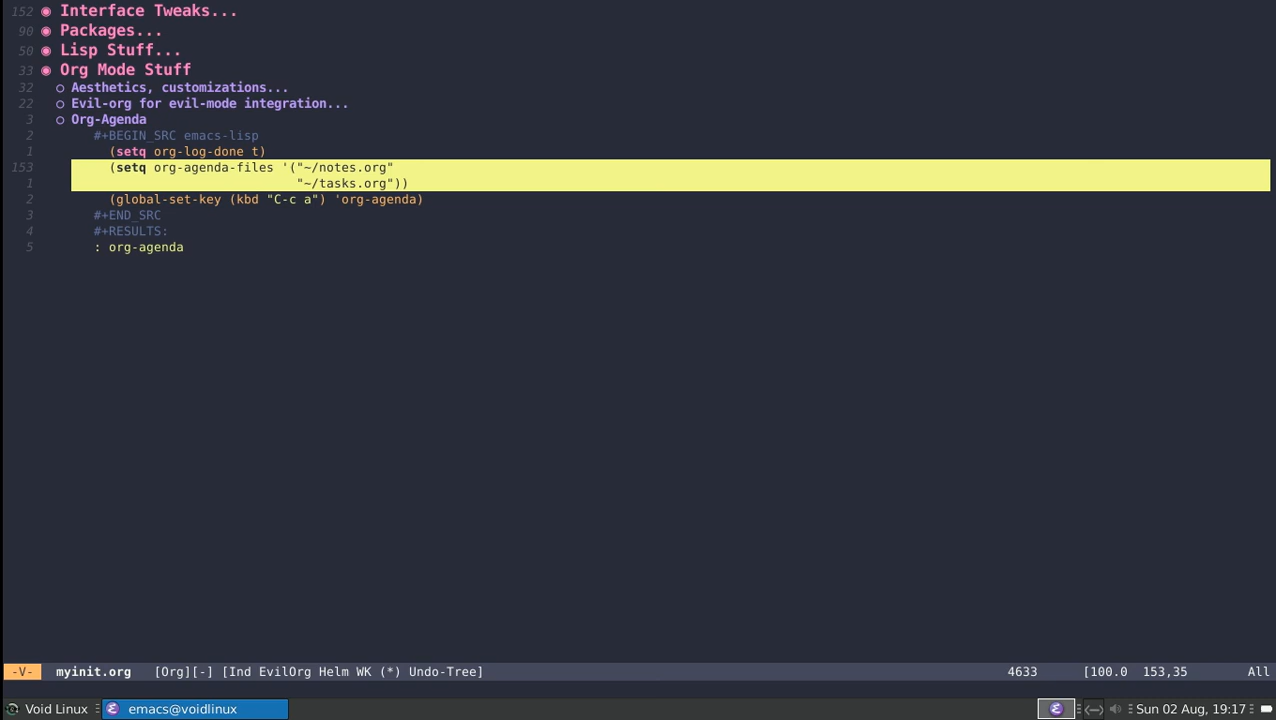 152 ◉ Interface Tweaks...
90 ◉ Packages...
50 ◉ Lisp Stuff...
33 ◉ Org Mode Stuff
32 ○ Aesthetics, customizations...
22 ○ Evil-org for evil-mode integration...
3 ○ Org-Agenda
2 #+BEGIN_SRC emacs-lisp
1 (setq org-log-done t)
153 (setq org-agenda-files '("~/notes.org"
1 "~/tasks.org"))
2 (global-set-key (kbd "C-c a") 'org-agenda)
3 #+END_SRC
4 #+RESULTS:
5 : org-agenda
-V- myinit.org [Org][-] [Ind EvilOrg Helm WK (*) Undo-Tree] 4633 [100.0 153,35 All
Void Linux emacs@voidlinux Sun 02 Aug, 19:17